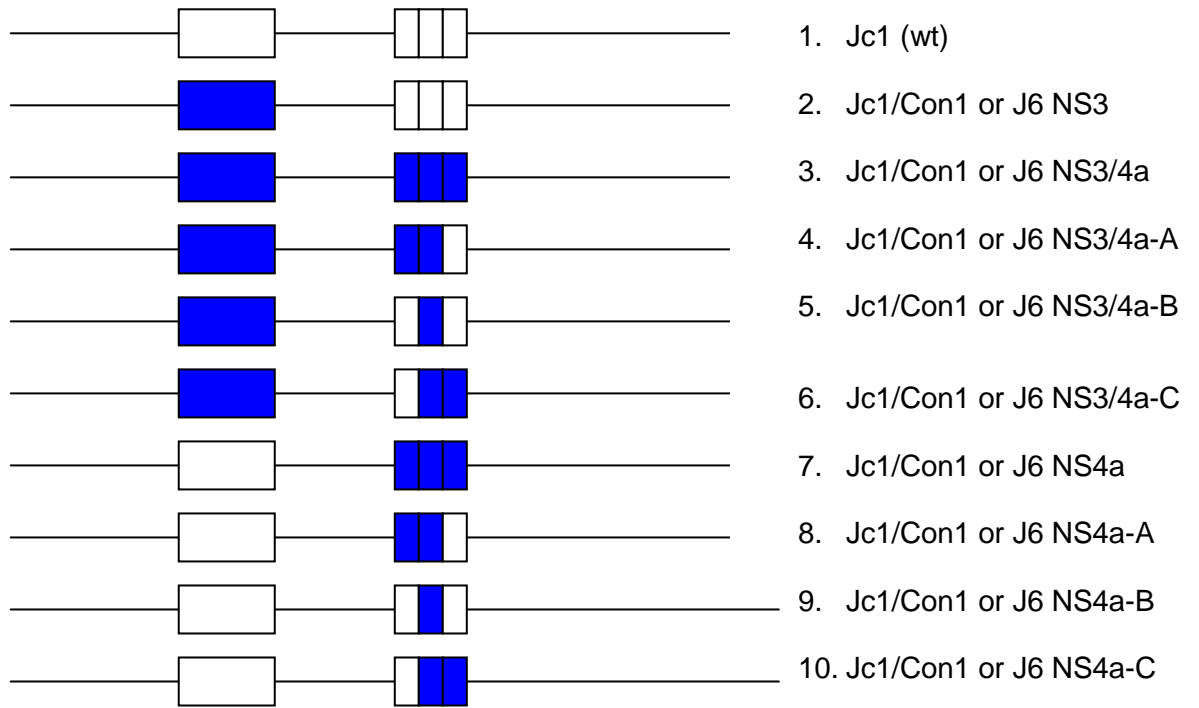 1. Jc1 (wt)
2. Jc1/Con1 or J6 NS3
3. Jc1/Con1 or J6 NS3/4a
4. Jc1/Con1 or J6 NS3/4a-A
5. Jc1/Con1 or J6 NS3/4a-B
6. Jc1/Con1 or J6 NS3/4a-C
7. Jc1/Con1 or J6 NS4a
8. Jc1/Con1 or J6 NS4a-A
9. Jc1/Con1 or J6 NS4a-B
10. Jc1/Con1 or J6 NS4a-C